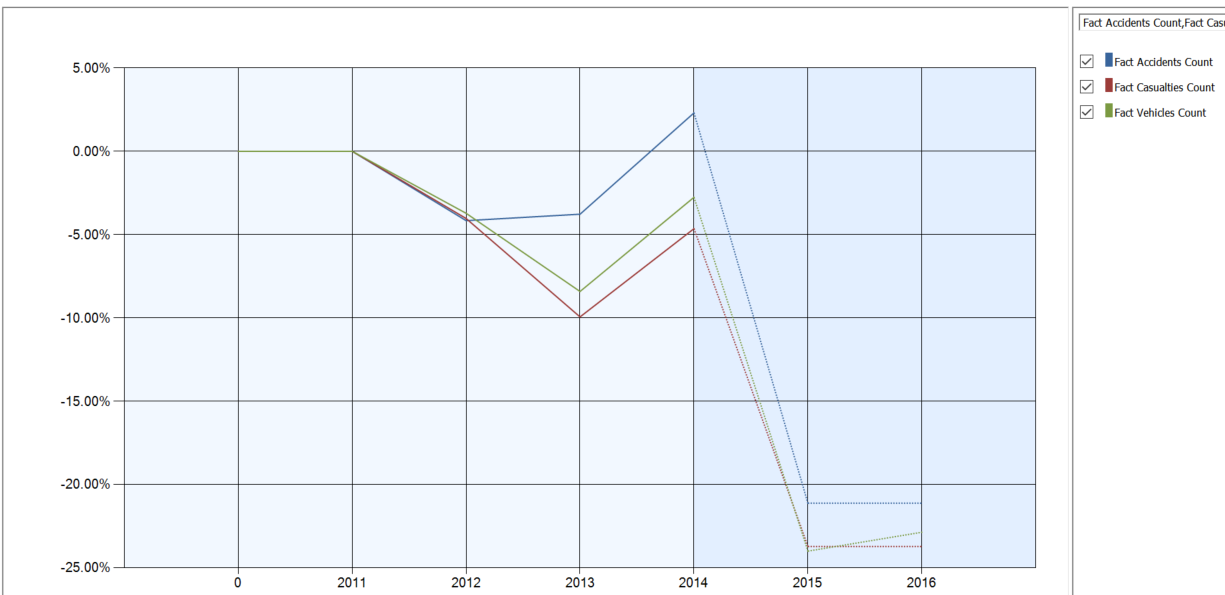 Fact Accidents Count,Fact Cas
Fact Accidents Count
Fact Casualties Count
Fact Vehicles Count
5.00%
0.00%
-5.00%
-10.00%
-15.00%
-20.00%
-25.00%
0 2011 2012 2013 2014 2015 2016